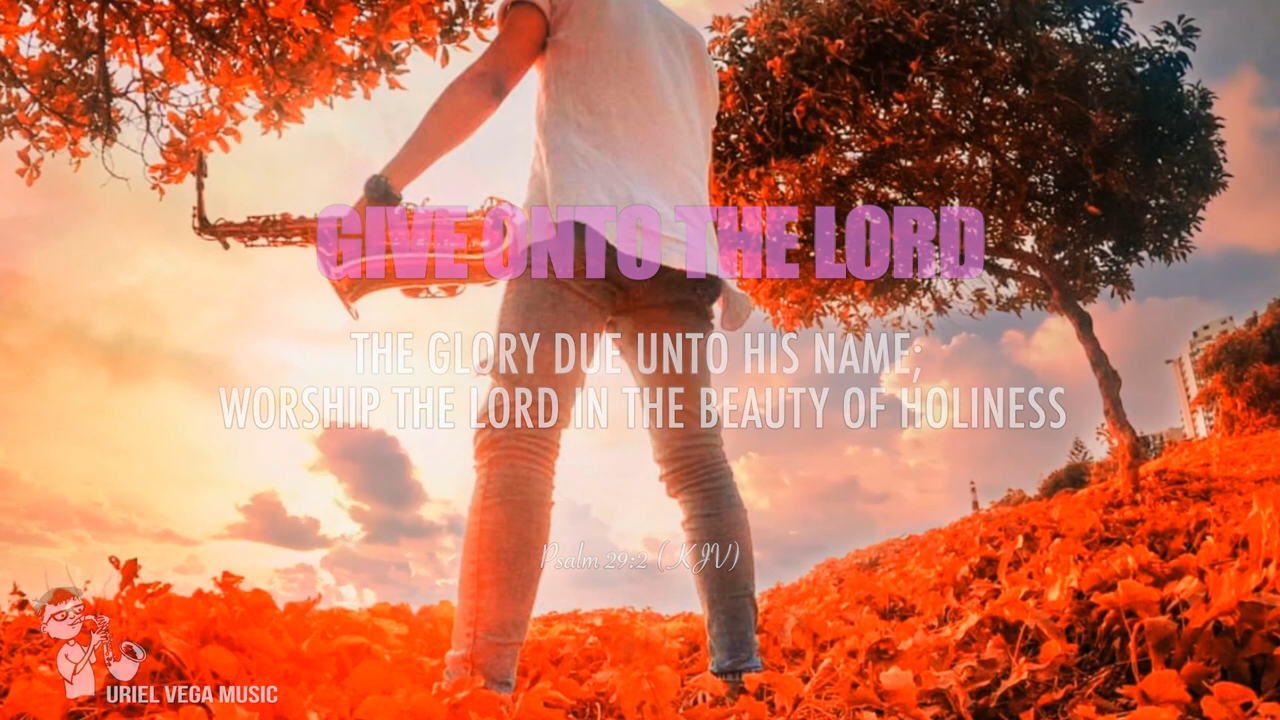 GIVE ONTO THE LORD
THE GLORY DUE UNTO HIS NAME;
WORSHIP THE LORD IN THE BEAUTY OF HOLINESS
Psalm 29:2 (KJV)
URIEL VEGA MUSIC